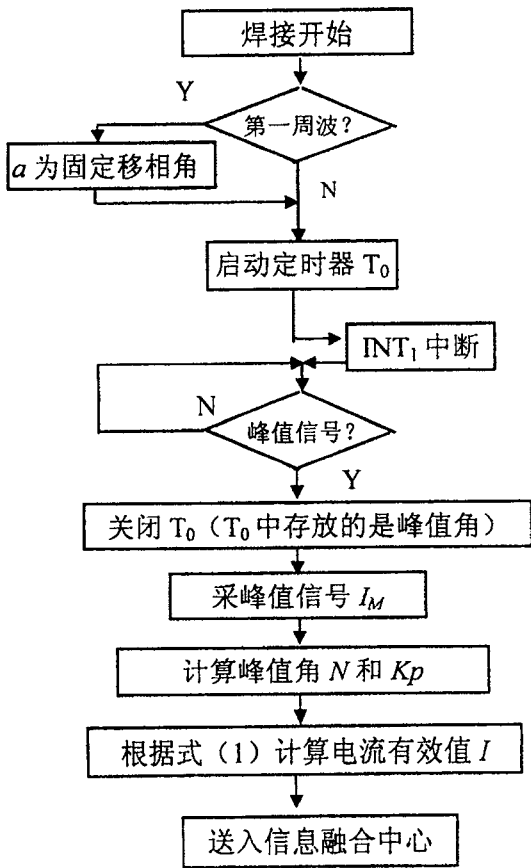 焊接开始
Y
第一周波？
a 为固定移相角
N
启动定时器 T₀
INT₁ 中断
N
峰值信号？
Y
关闭 T₀（T₀ 中存放的是峰值角）
采峰值信号 I_M
计算峰值角 N 和 Kp
根据式（1）计算电流有效值 I
送入信息融合中心